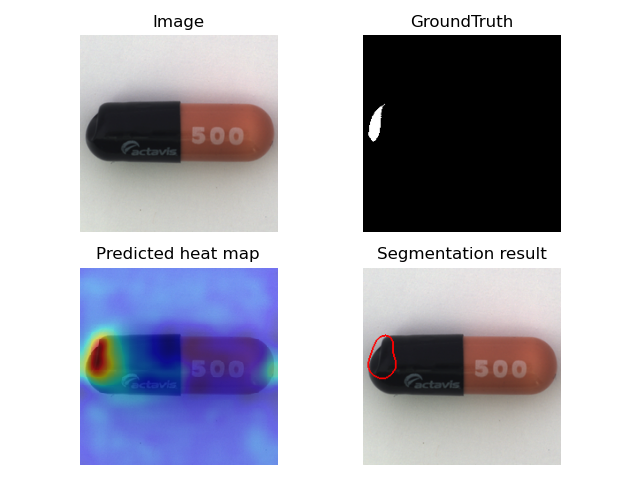 Image
GroundTruth
500
actavis
Predicted heat map
Segmentation result
500
actavis
500
actavis